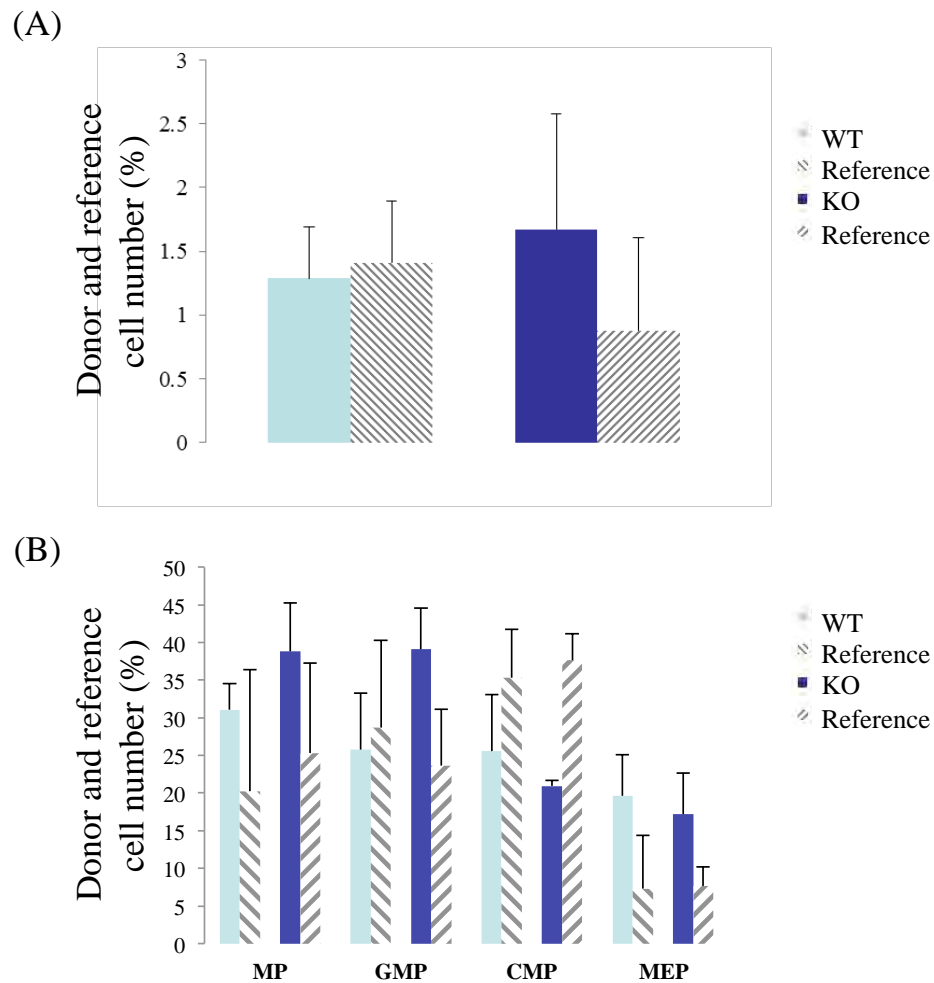 (A)
Donor and reference
cell number (%)
3
2.5
2
1.5
1
0.5
0
WT
Reference
KO
Reference
(B)
Donor and reference
cell number (%)
50
45
40
35
30
25
20
15
10
5
0
MP
GMP
CMP
MEP
WT
Reference
KO
Reference